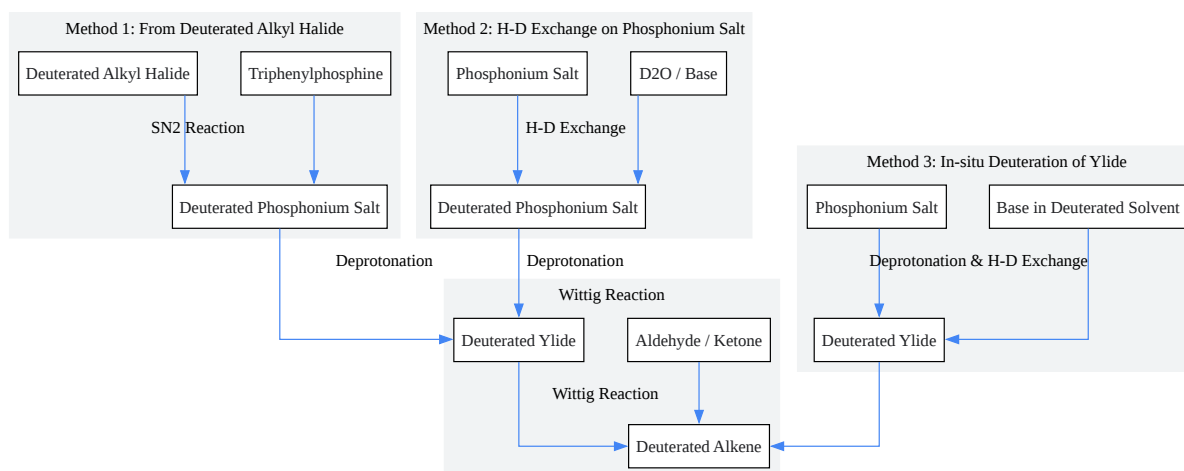 Method 1: From Deuterated Alkyl Halide
Deuterated Alkyl Halide
Triphenylphosphine
SN2 Reaction
Deuterated Phosphonium Salt
Deprotonation
Method 2: H-D Exchange on Phosphonium Salt
Phosphonium Salt
D2O / Base
H-D Exchange
Deuterated Phosphonium Salt
Deprotonation
Method 3: In-situ Deuteration of Ylide
Phosphonium Salt
Base in Deuterated Solvent
Deprotonation & H-D Exchange
Deuterated Ylide
Wittig Reaction
Deuterated Ylide
Aldehyde / Ketone
Wittig Reaction
Deuterated Alkene